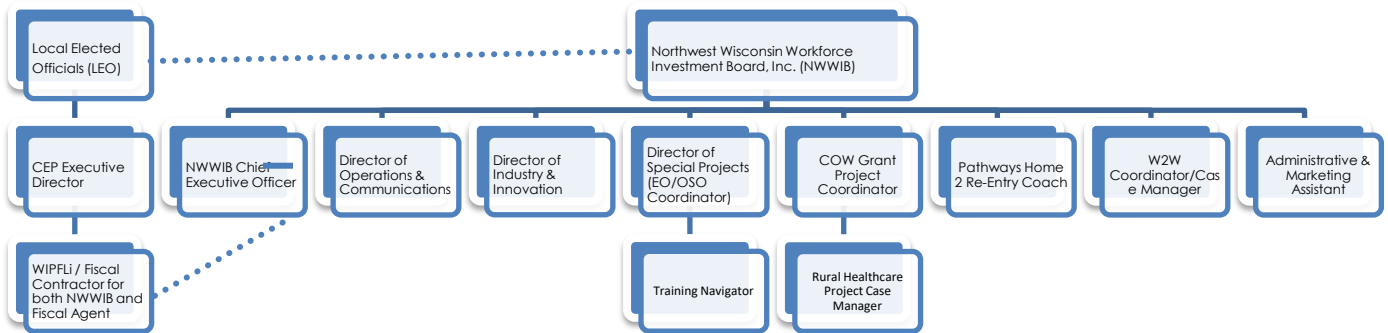 Local Elected
Officials (LEO)
Northwest Wisconsin Workforce
Investment Board, Inc. (NWWIB)
CEP Executive
Director
NWWIB Chief
Executive Officer
Director of
Operations &
Communications
Director of
Industry &
Innovation
Director of
Special Projects
(EO/OSO
Coordinator)
COW Grant
Project
Coordinator
Pathways Home
2 Re-Entry Coach
W2W
Coordinator/Cas
e Manager
Administrative &
Marketing
Assistant
WIPFLi / Fiscal
Contractor for
both NWWIB and
Fiscal Agent
Training Navigator
Rural Healthcare
Project Case
Manager